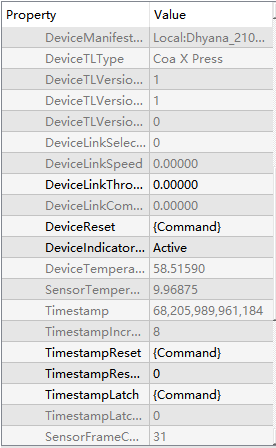 Property Value
DeviceManifest... Local:Dhyana_210...
DeviceTLType Coa X Press
DeviceTLVersio... 1
DeviceTLVersio... 1
DeviceTLVersio... 0
DeviceLinkSelec... 0
DeviceLinkSpeed 0.00000
DeviceLinkThro... 0.00000
DeviceLinkCom... 0.00000
DeviceReset {Command}
DeviceIndicator... Active
DeviceTempera... 58.51590
SensorTemper... 9.96875
Timestamp 68,205,989,961,184
TimestampIncr... 8
TimestampReset {Command}
TimestampRes... 0
TimestampLatch {Command}
TimestampLatc... 0
SensorFrameC... 31